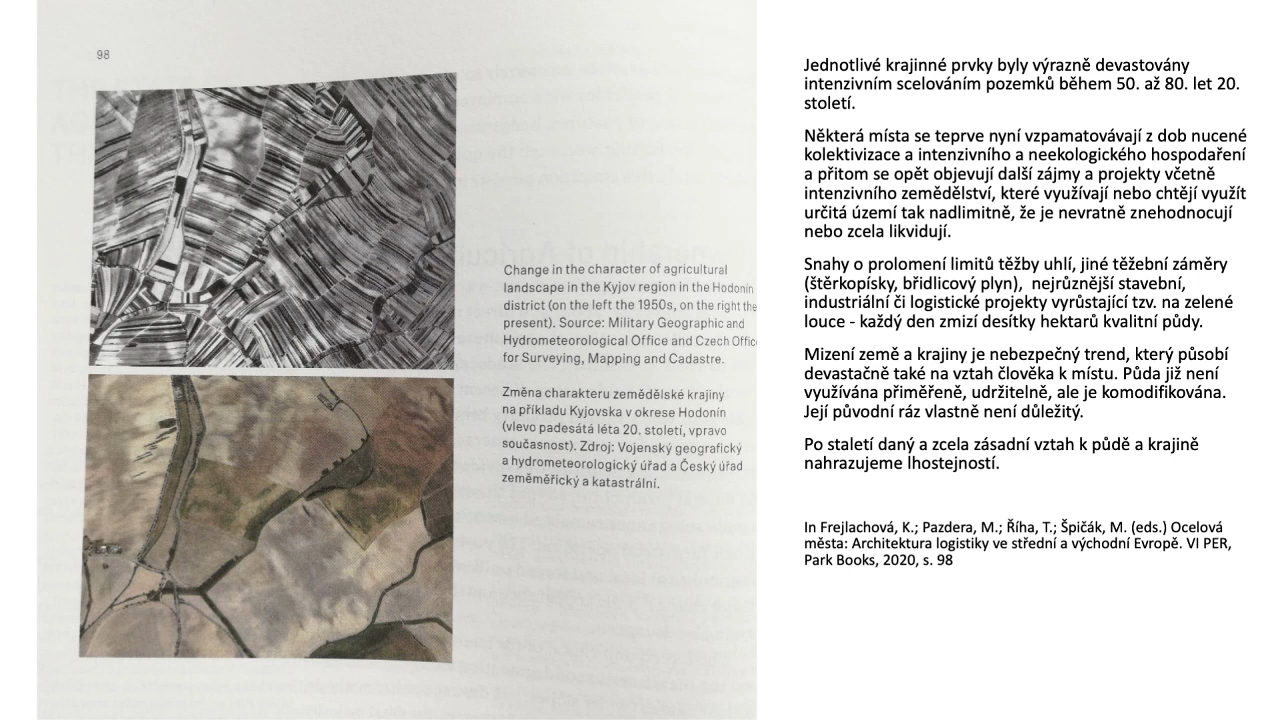 98
Change in the character of agricultural
landscape in the Kyjov region in the Hodonín
district (on the left the 1950s, on the right the
present). Source: Military Geographic and
Hydrometeorological Office and Czech Offic
for Surveying, Mapping and Cadastre.
Změna charakteru zemědělské krajiny
na příkladu Kyjovska v okrese Hodonín
(vlevo padesátá léta 20. století, vpravo
současnost). Zdroj: Vojenský geografický
a hydrometeorologický úřad a Český úřad
zeměměřický a katastrální.
Jednotlivé krajinné prvky byly výrazně devastovány
intenzivním scelováním pozemků během 50. až 80. let 20.
století.
Některá místa se teprve nyní vzpamatovávají z dob nucené
kolektivizace a intenzivního a neekologického hospodaření
a přitom se opět objevují další zájmy a projekty včetně
intenzivního zemědělství, které využívají nebo chtějí využít
určitá území tak nadlimitně, že je nevratně znehodnocují
nebo zcela likvidují.
Snahy o prolomení limitů těžby uhlí, jiné těžební záměry
(štěrkopísky, břidlicový plyn), nejrůznější stavební,
industriální či logistické projekty vyrůstající tzv. na zelené
louce - každý den zmizí desítky hektarů kvalitní půdy.
Mizení země a krajiny je nebezpečný trend, který působí
devastačně také na vztah člověka k místu. Půda již není
využívána přiměřeně, udržitelně, ale je komodifikována.
Její původní ráz vlastně není důležitý.
Po staletí daný a zcela zásadní vztah k půdě a krajině
nahrazujeme lhostejností.
In Frejlachová, K.; Pazdera, M.; Říha, T.; Špičák, M. (eds.) Ocelová
města: Architektura logistiky ve střední a východní Evropě. VI PER,
Park Books, 2020, s. 98